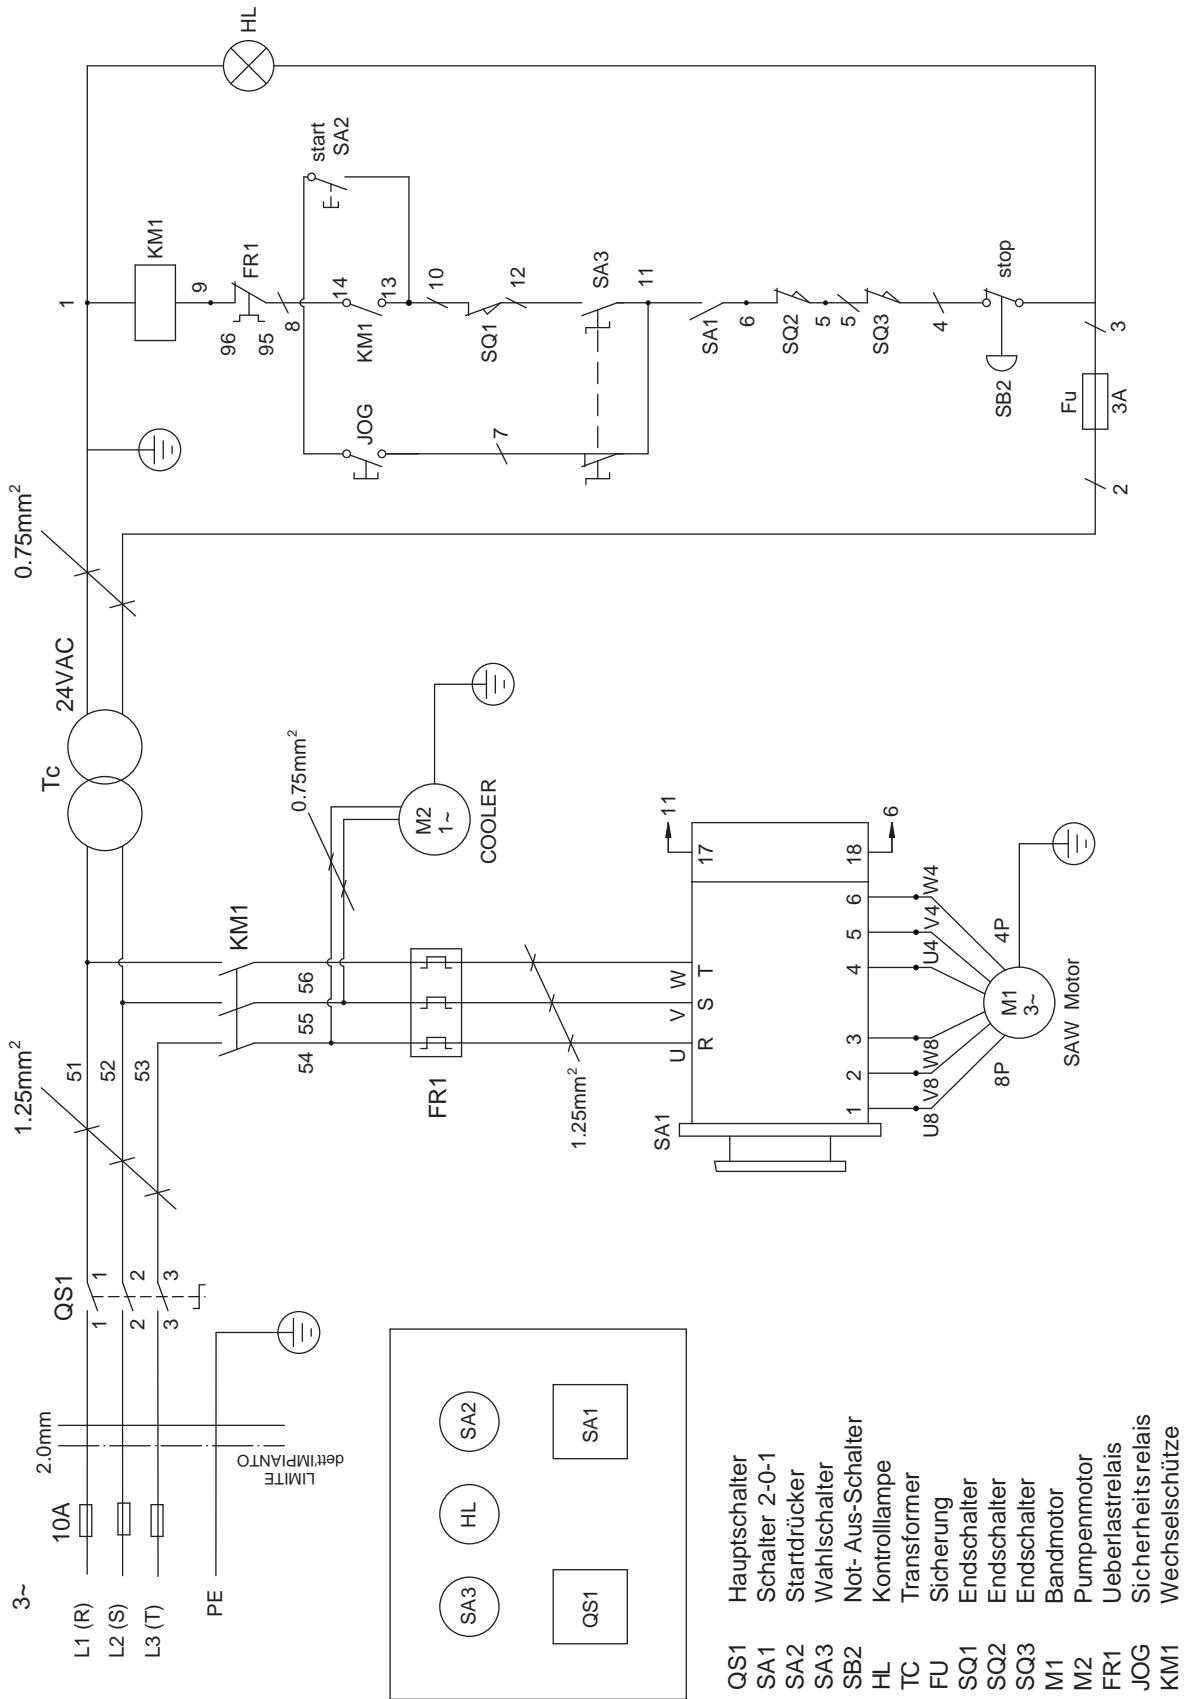 3~
L1 (R)
L2 (S)
L3 (T)
PE
10A
2.0mm
LIMITE
dell'IMPIANTO
QS1
1 1
2 2
3 3
1.25mm²
51
52
53
Tc
24VAC
0.75mm²
1
HL
KM1
54
55
56
FR1
0.75mm²
M2
1~
COOLER
1.25mm²
SA1
U V W
R S T
17
11
18
6
1 2 3 4 5 6
U8 V8 W8 U4 V4 W4
8P
4P
M1
3~
SAW Motor
KM1
9
FR1
96
95
8
start
SA2
14
KM1
13
JOG
10
SQ1
12
7
SA3
11
SA1
6
SQ2
5
5
SQ3
4
stop
SB2
3
Fu
3A
2
SA3 HL SA2
QS1 SA1
QS1 Hauptschalter
SA1 Schalter 2-0-1
SA2 Startdrücker
SA3 Wahlschalter
SB2 Not- Aus-Schalter
HL Kontrolllampe
TC Transformer
FU Sicherung
SQ1 Endschalter
SQ2 Endschalter
SQ3 Endschalter
M1 Bandmotor
M2 Pumpenmotor
FR1 Ueberlastrelais
JOG Sicherheitsrelais
KM1 Wechselschütze